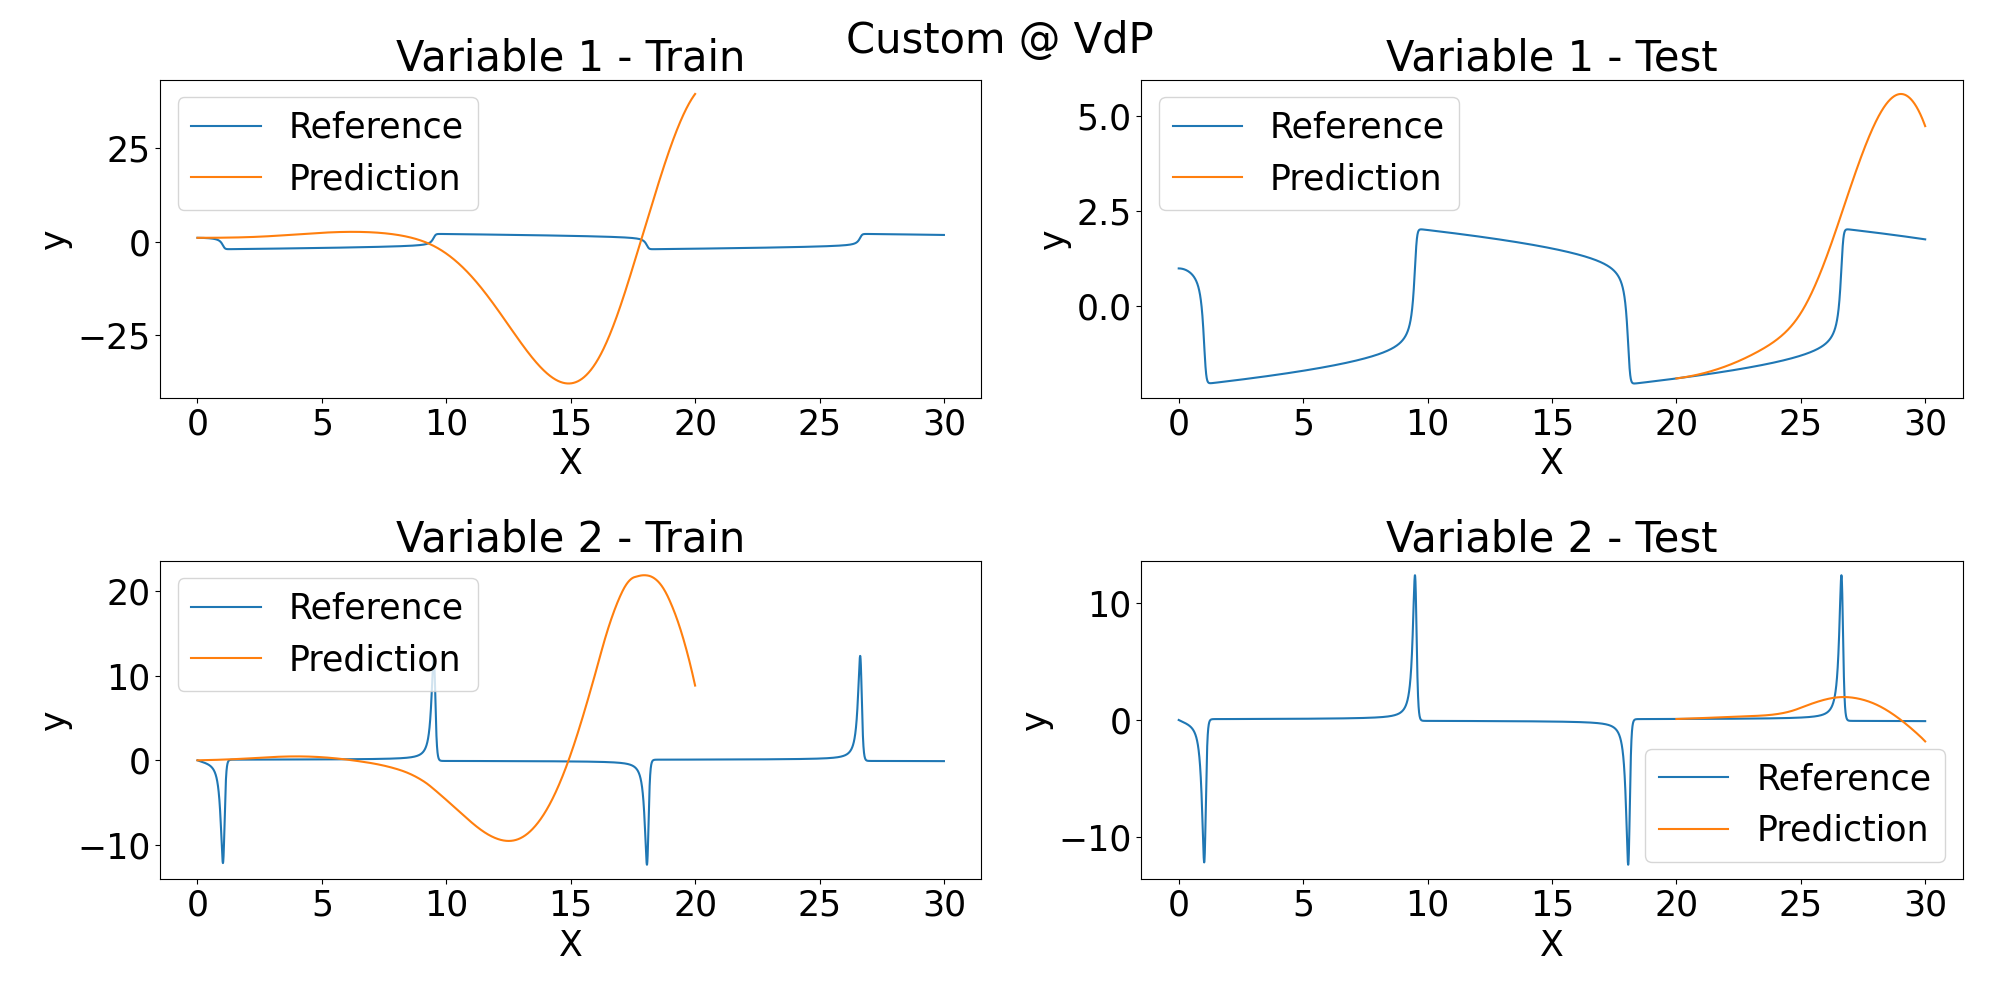 Custom @ VdP
Variable 1 - Train
Reference
Prediction
25
0
−25
y
0 5 10 15 20 25 30
X
Variable 1 - Test
Reference
Prediction
5.0
2.5
0.0
y
0 5 10 15 20 25 30
X
Variable 2 - Train
Reference
Prediction
20
10
0
−10
y
0 5 10 15 20 25 30
X
Variable 2 - Test
10
0
−10
y
Reference
Prediction
0 5 10 15 20 25 30
X